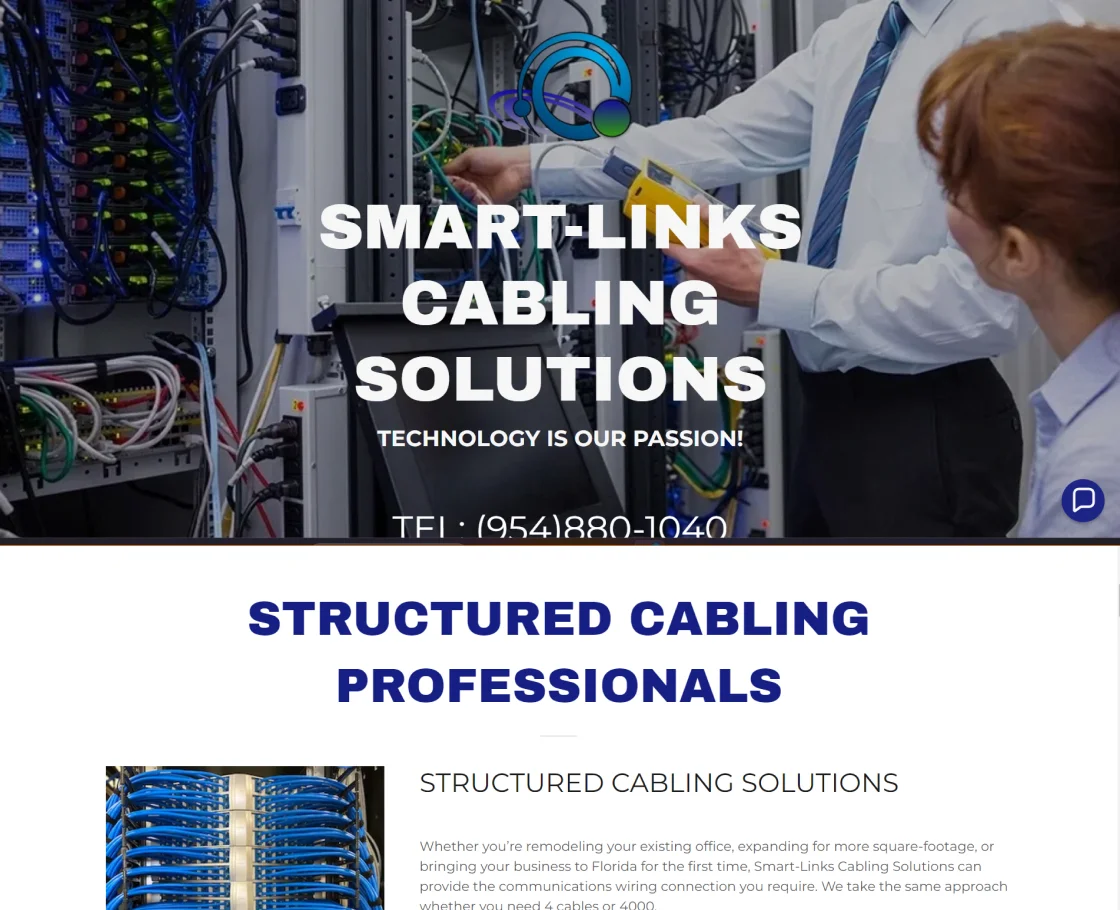 SMART-LINKS
CABLING
SOLUTIONS
TECHNOLOGY IS OUR PASSION!
TEL: (954)880-1040
STRUCTURED CABLING
PROFESSIONALS
STRUCTURED CABLING SOLUTIONS
Whether you’re remodeling your existing office, expanding for more square-footage, or
bringing your business to Florida for the first time, Smart-Links Cabling Solutions can
provide the communications wiring connection you require. We take the same approach
whether you need 4 cables or 4000.